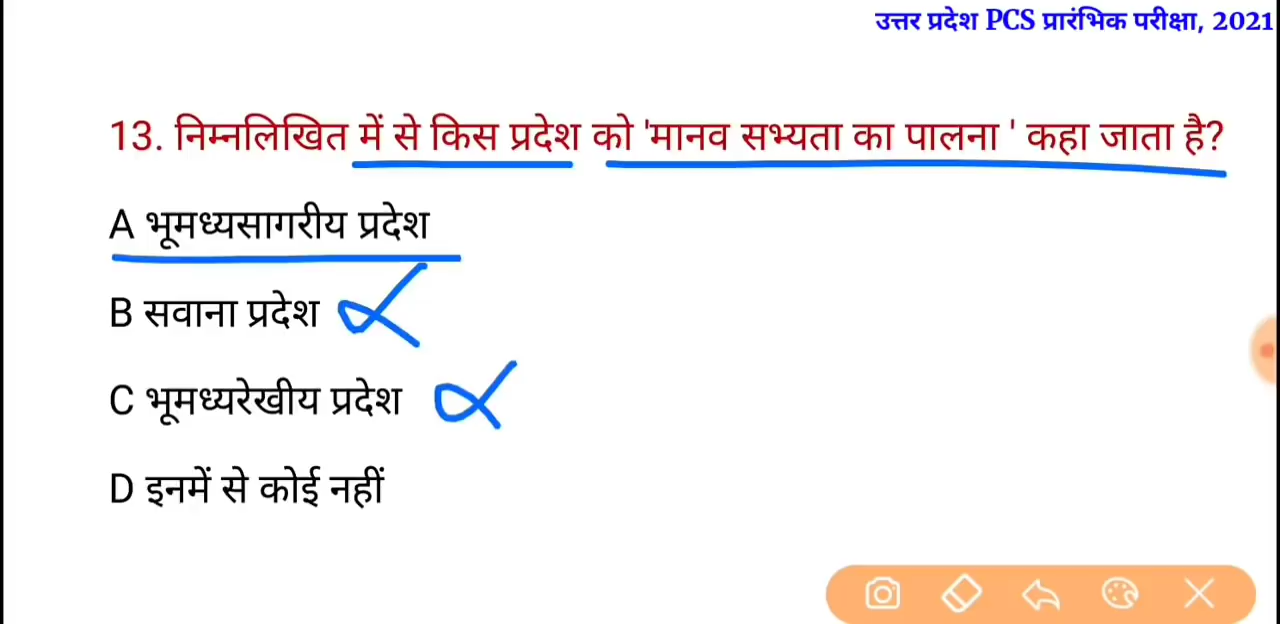 उत्तर प्रदेश PCS प्रारंभिक परीक्षा, 2021
13. निम्नलिखित में से किस प्रदेश को 'मानव सभ्यता का पालना ' कहा जाता है?
A भूमध्यसागरीय प्रदेश
B सवाना प्रदेश
C भूमध्यरेखीय प्रदेश
D इनमें से कोई नहीं